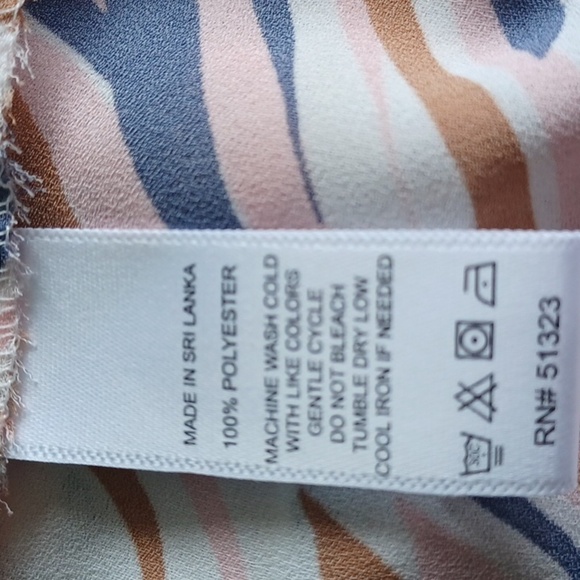 MADE IN SRI LANKA
100% POLYESTER
MACHINE WASH COLD
WITH LIKE COLORS
GENTLE CYCLE
DO NOT BLEACH
TUMBLE DRY LOW
COOL IRON IF NEEDED
30C
RN# 51323